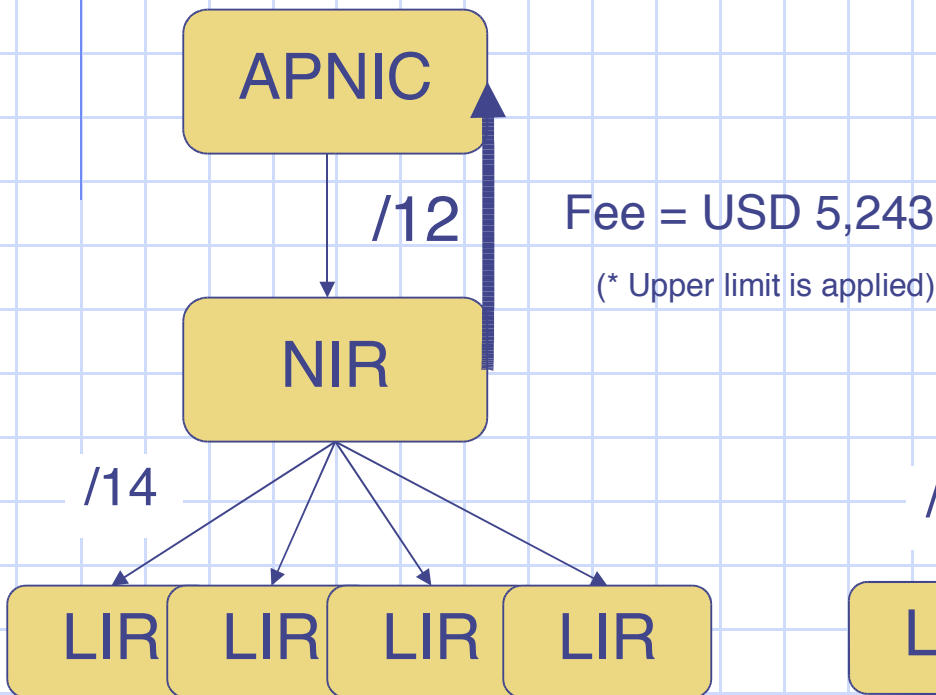 APNIC
/12
Fee = USD 5,243
(* Upper limit is applied)
NIR
/14
/
LIR LIR LIR LIR L